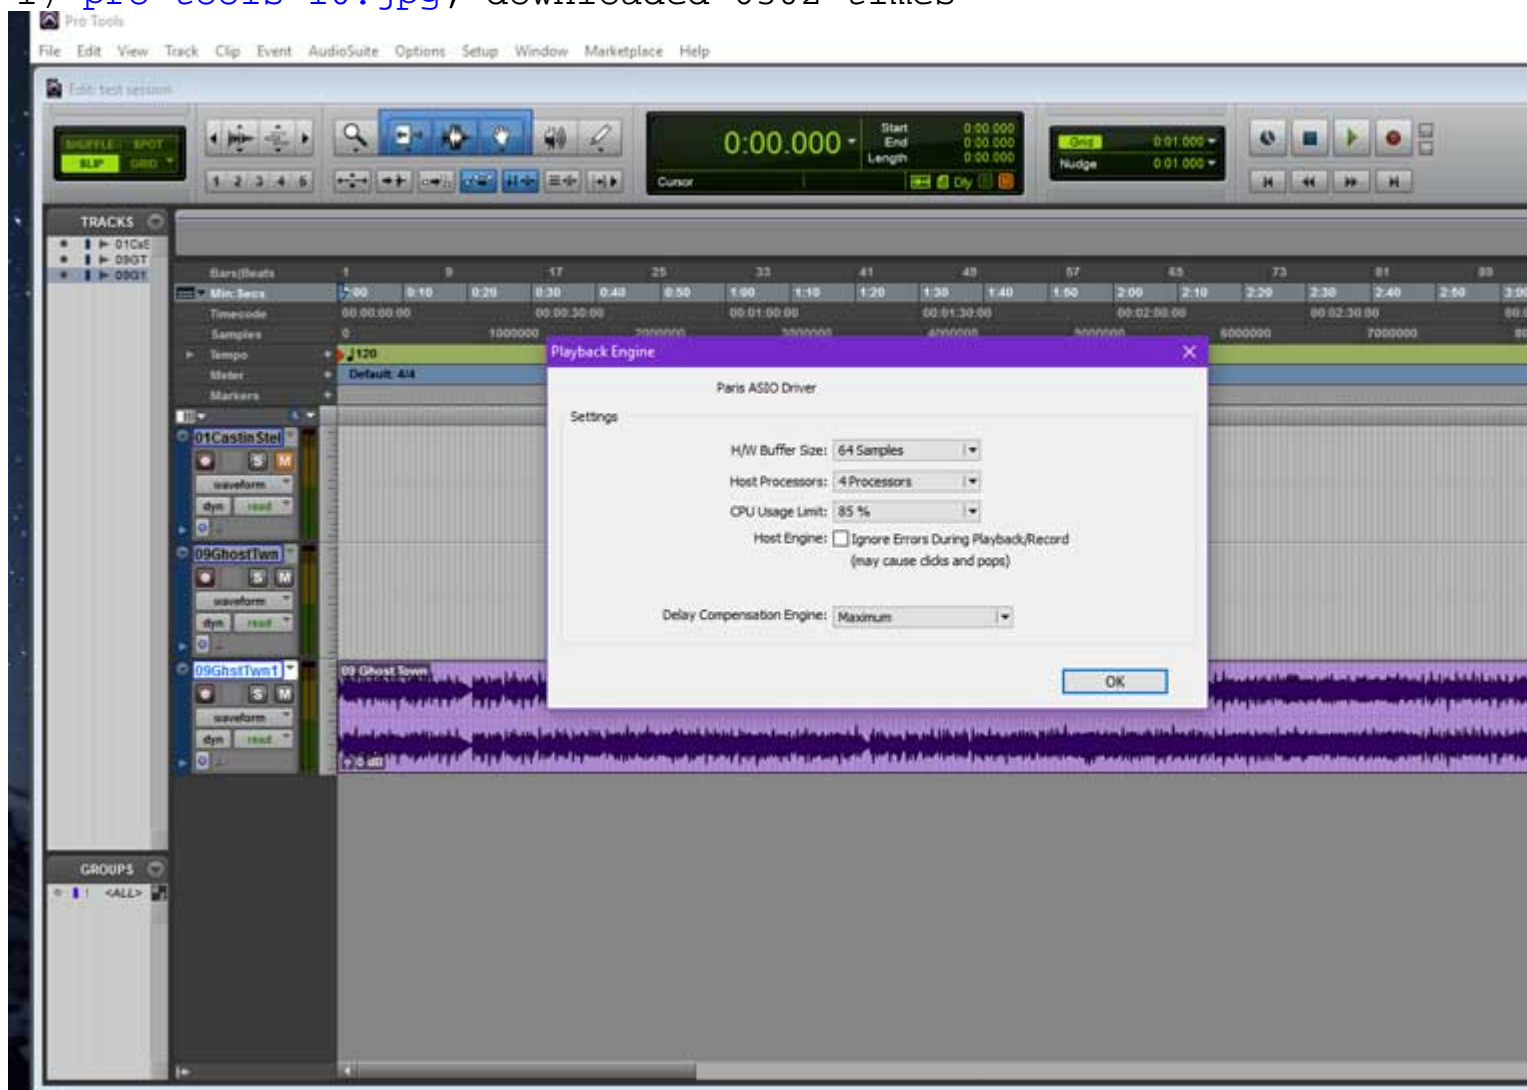 Pro Tools
File Edit View Track Clip Event AudioSuite Options Setup Window Marketplace Help
Edit: test session
SHUFFLE SPOT
SLIP GRID
1 2 3 4 5
0:00.000
Start 0:00.000
End 0:00.000
Length 0:00.000
Cursor
Dly
Grid 0:01.000
Nudge 0:01.000
TRACKS
01CsS
09GT
09G1
Bars|Beats 1 9 17 25 33 41 49 57 65 73 81 89
Min:Secs 0:00 0:10 0:20 0:30 0:40 0:50 1:00 1:10 1:20 1:30 1:40 1:50 2:00 2:10 2:20 2:30 2:40 2:50
Timecode 00:00:00:00 00:00:30:00 00:01:00:00 00:01:30:00 00:02:00:00 00:02:30:00
Samples 0 1000000 2000000 3000000 4000000 5000000 6000000 7000000
Tempo 120
Meter Default: 4/4
Markers
Playback Engine
Paris ASIO Driver
Settings
H/W Buffer Size: 64 Samples
Host Processors: 4 Processors
CPU Usage Limit: 85 %
Host Engine: Ignore Errors During Playback/Record
(may cause clicks and pops)
Delay Compensation Engine: Maximum
OK
01CastinStel
S M
waveform
dyn read
09GhostTwn
S M
waveform
dyn read
09GhstTwn1
S M
waveform
dyn read
09 Ghost Town
0 dB
GROUPS
! <ALL>